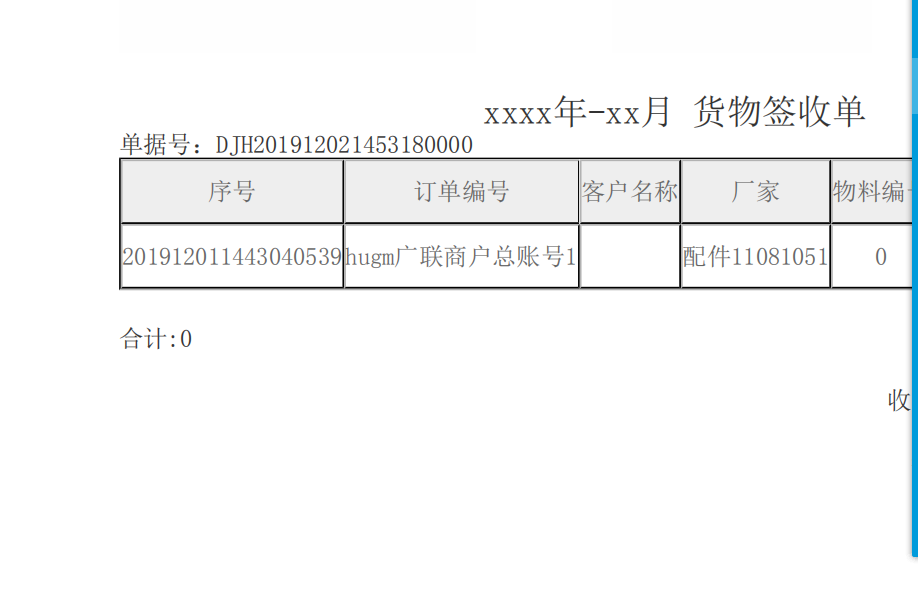 xxxx年-xx月 货物签收单
单据号：DJH201912021453180000
序号 订单编号 客户名称 厂家 物料编
201912011443040539 hugm广联商户总账号1 配件11081051 0
合计:0
收